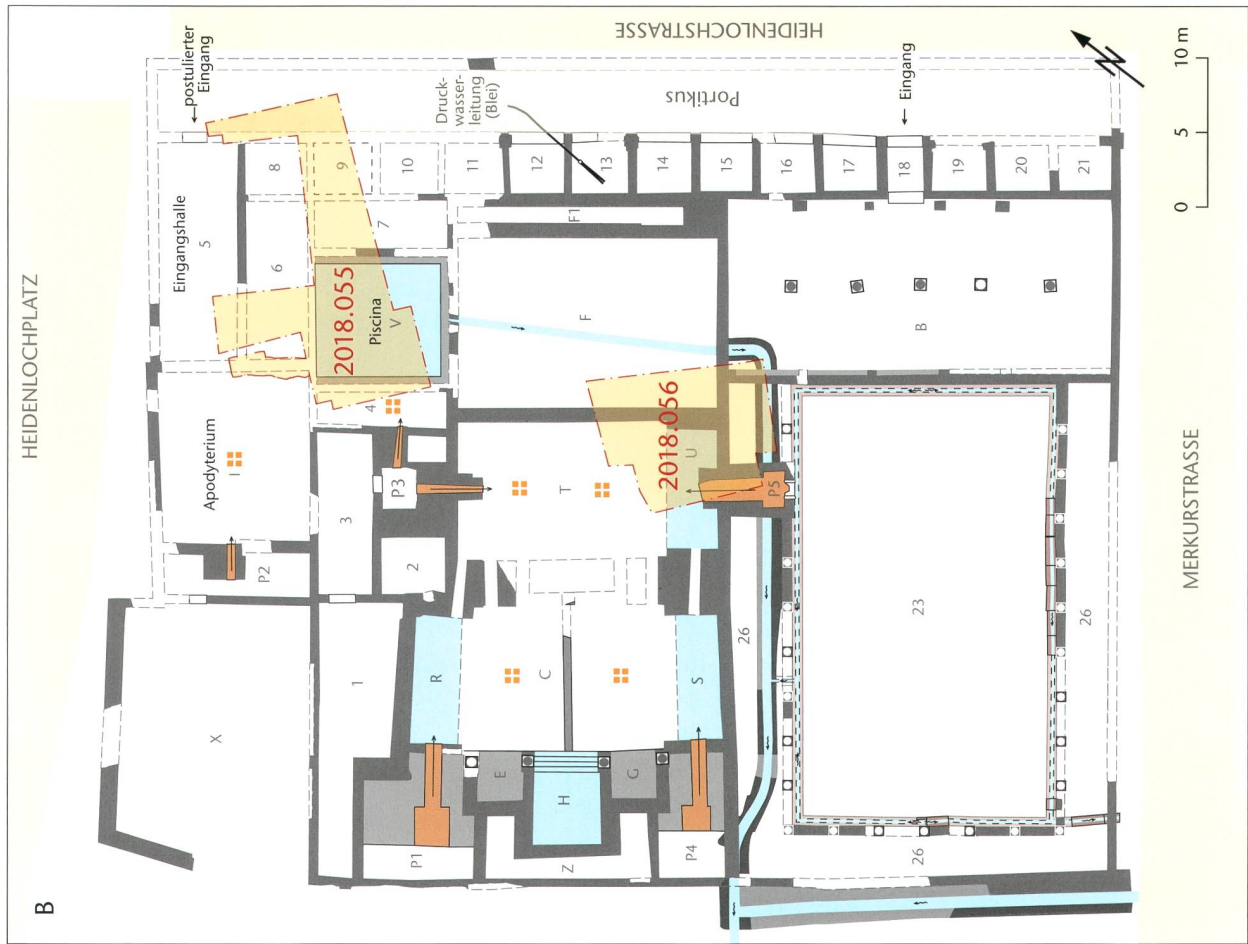 B
HEIDENLOCHPLATZ
HEIDENLOCHSTRASSE
MERKURSTRASSE
postulierter
Eingang
Eingangshalle
5
8
9
10
11
12
13
14
15
16
17
18
19
20
21
Portikus
Druck-
wasser-
leitung
(Blei)
Eingang
0
5
10 m
Apodyterium
I
6
7
2018.055
Piscina
V
4
F1
F
B
2018.056
U
T
P3
P5
3
2
P2
X
1
R
C
S
E
H
G
P1
Z
P4
26
23
26
26